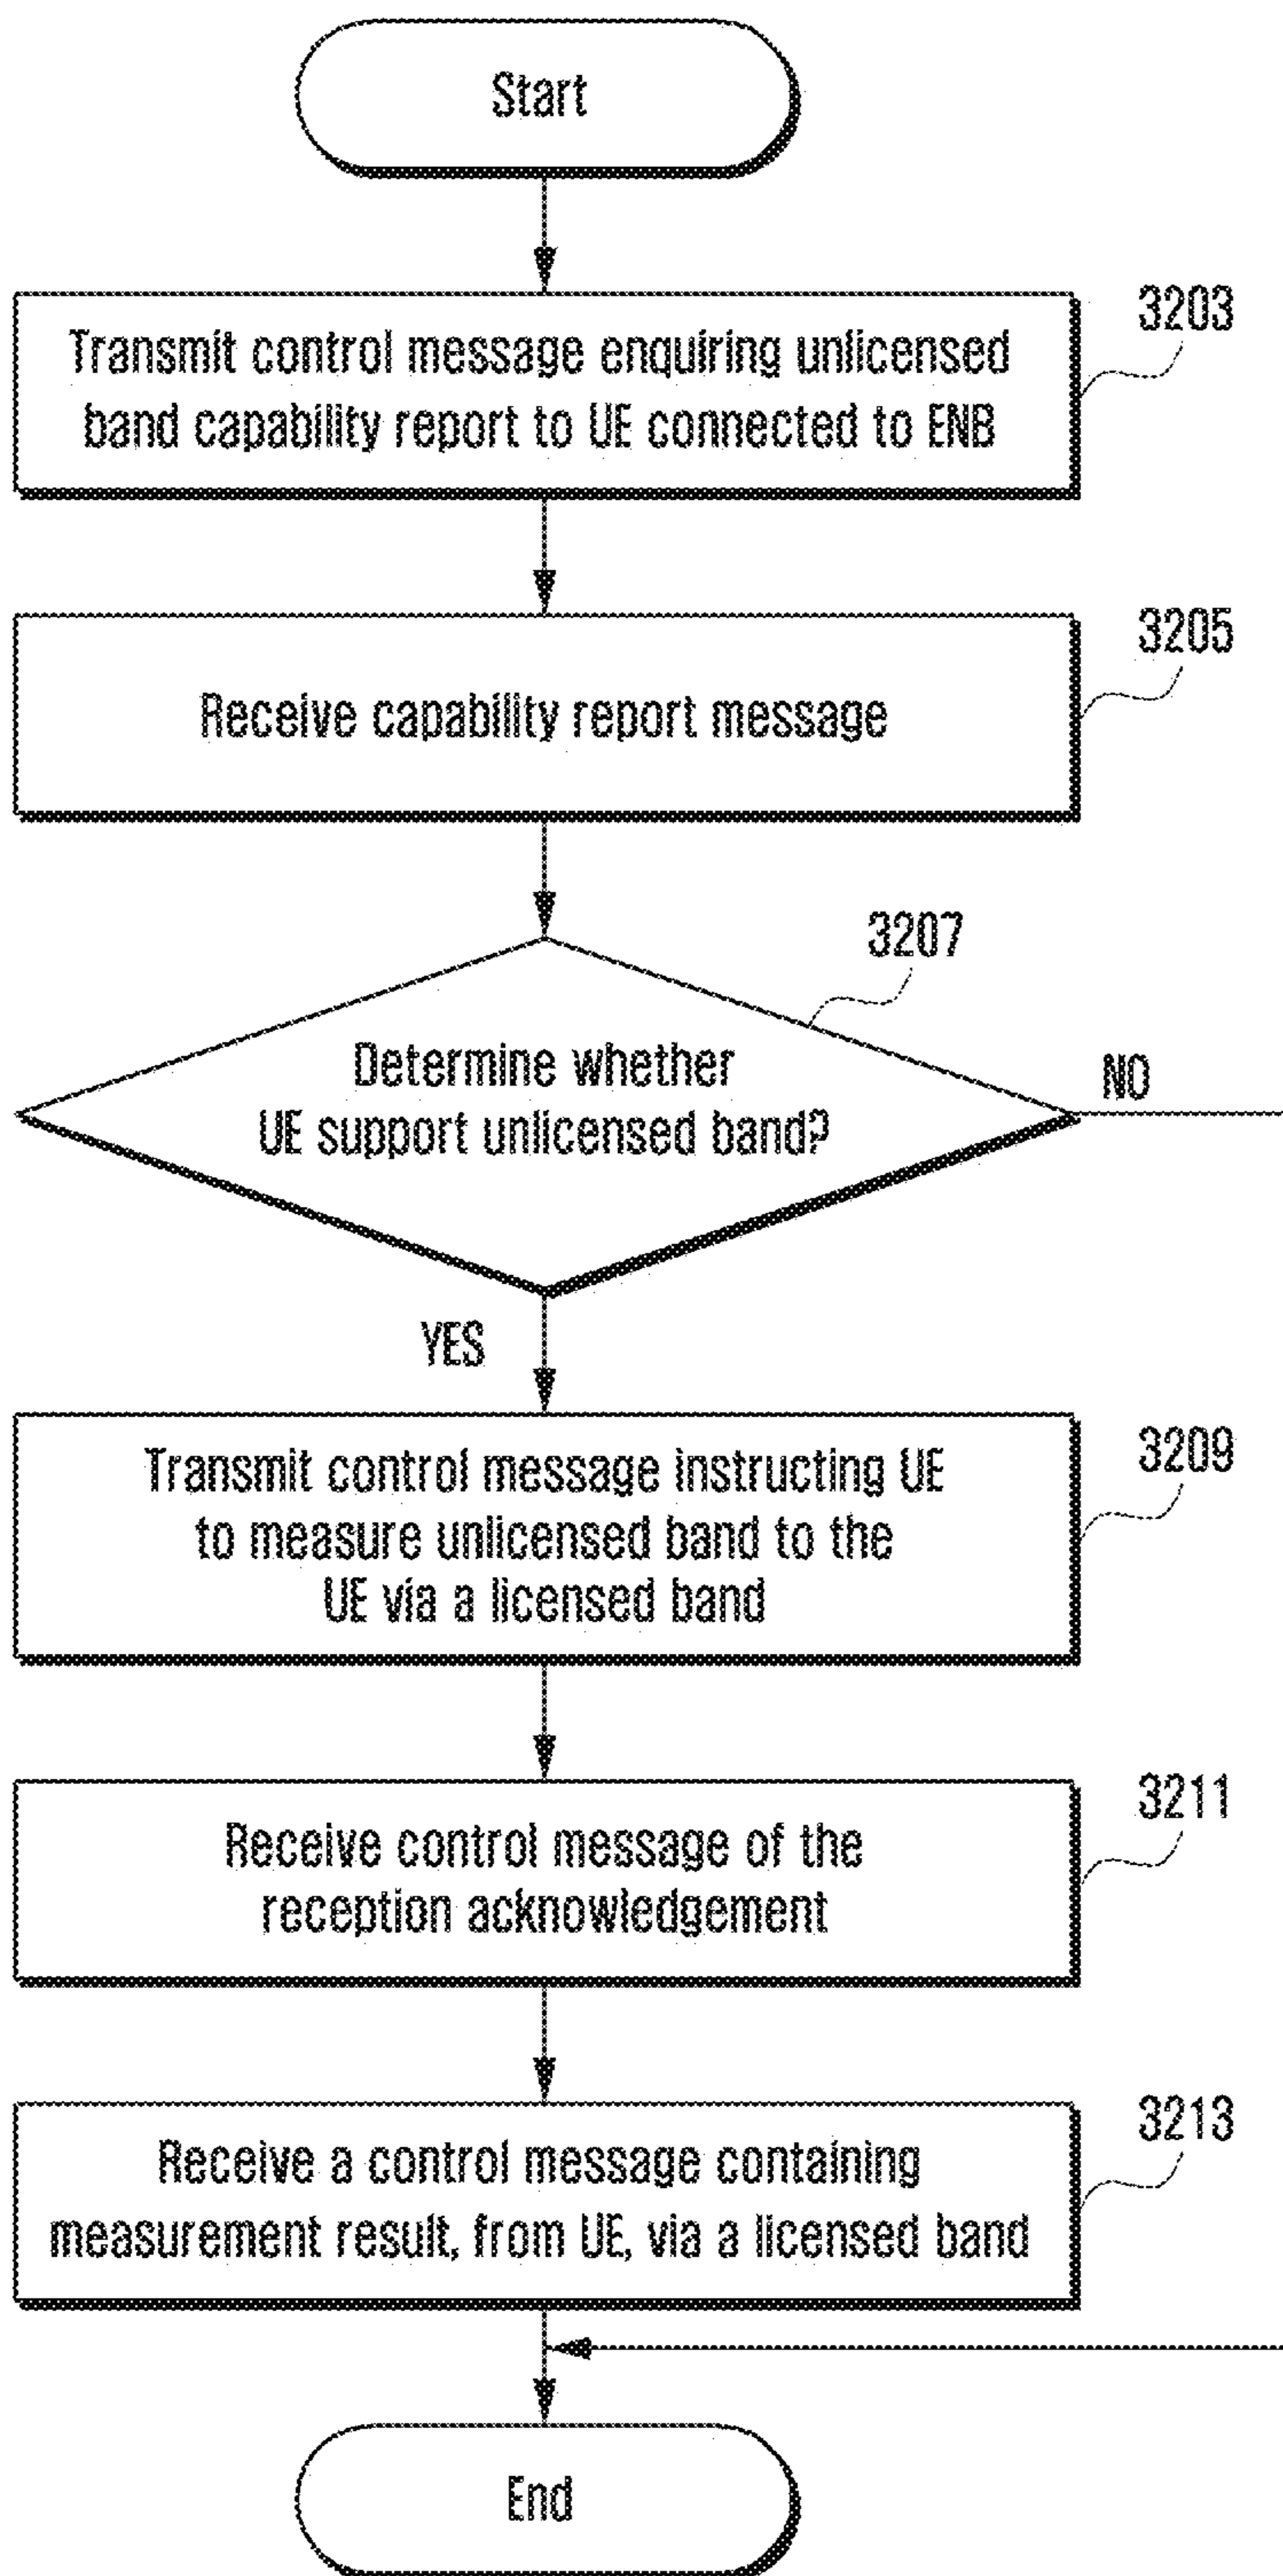 Start
3203
Transmit control message enquiring unlicensed
band capability report to UE connected to ENB
3205
Receive capability report message
3207
Determine whether
UE support unlicensed band?
NO
YES
3209
Transmit control message instructing UE
to measure unlicensed band to the
UE via a licensed band
3211
Receive control message of the
reception acknowledgement
3213
Receive a control message containing
measurement result, from UE, via a licensed band
End